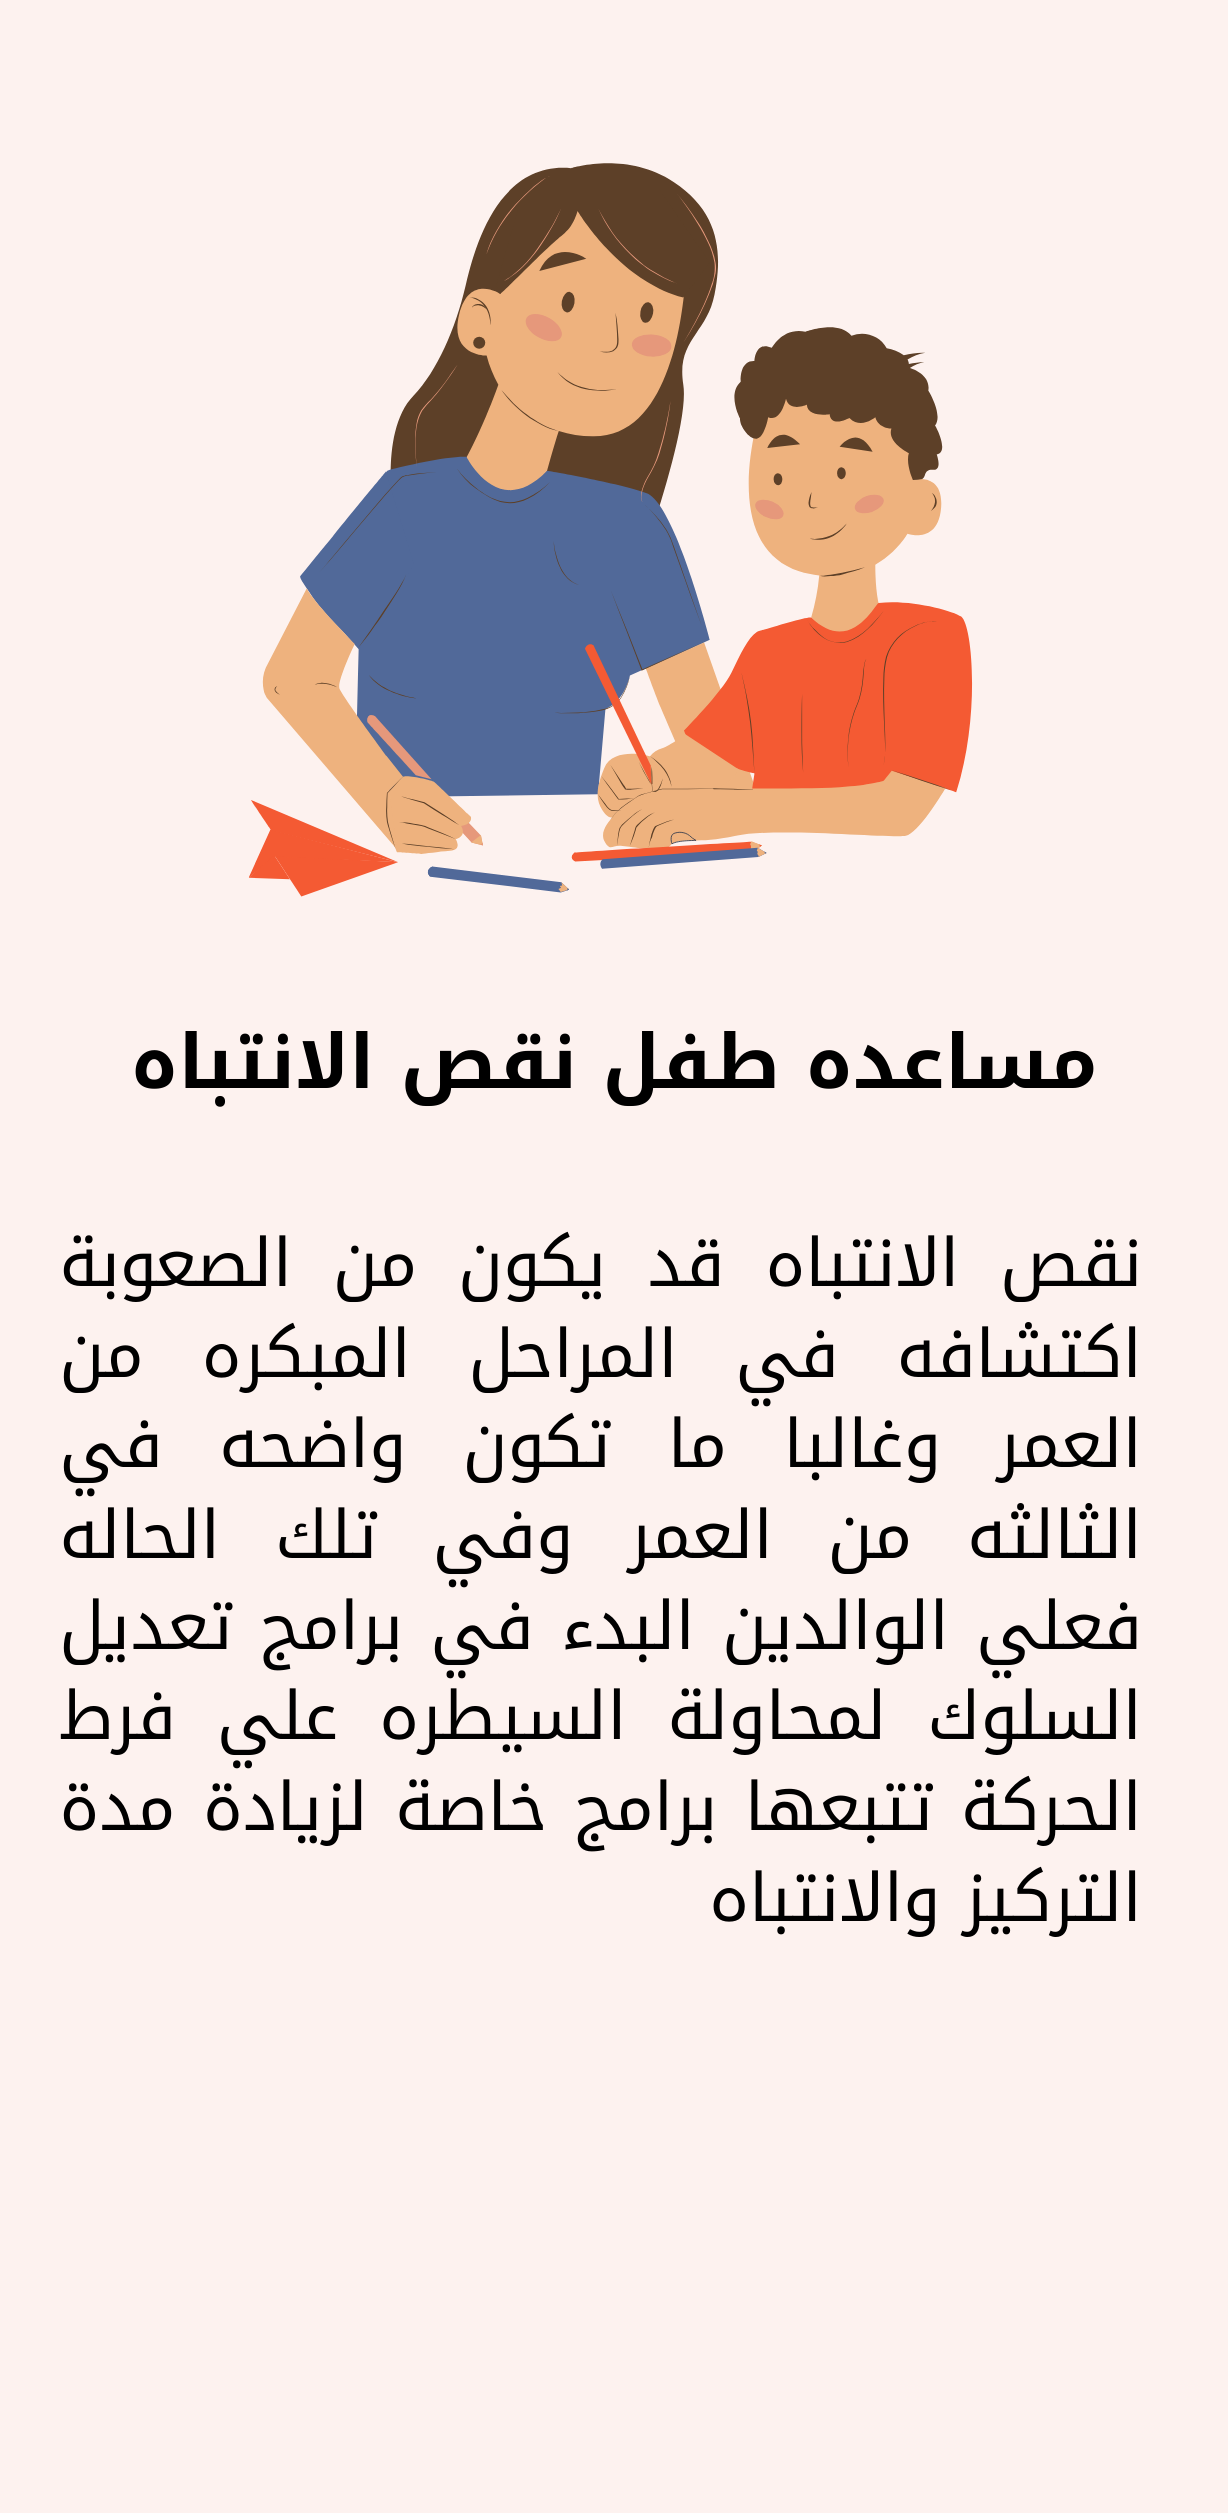 مساعده طفل نقص الانتباه
نقص الانتباه قد يكون من الصعوبة
اكتشافه في المراحل المبكره من
العمر وغالبا ما تكون واضحه في
الثالثه من العمر وفي تلك الحاله
فعلي الوالدين البدء في برامج تعديل
السلوك لمحاولة السيطره علي فرط
الحركة تتبعها برامج خاصة لزيادة مدة
التركيز والانتباه